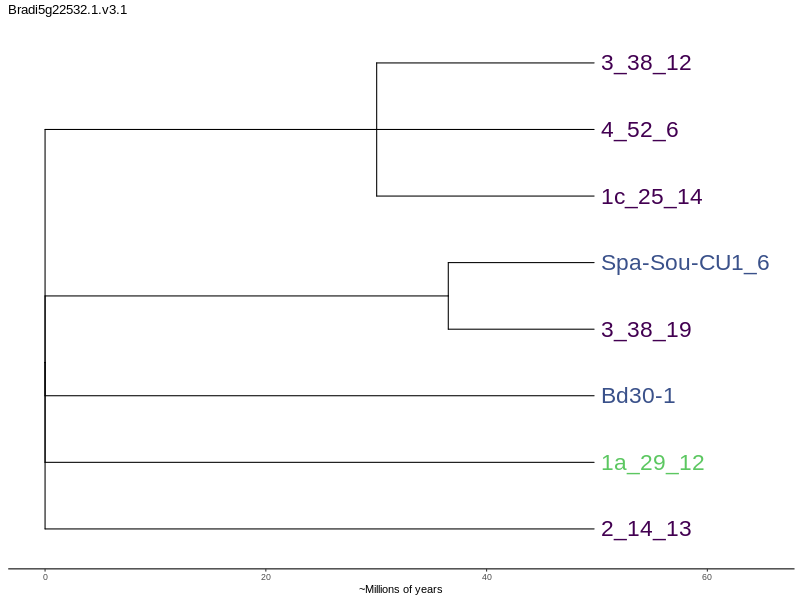 Bradi5g22532.1.v3.1
3_38_12
4_52_6
1c_25_14
Spa-Sou-CU1_6
3_38_19
Bd30-1
1a_29_12
2_14_13
0 20 40 60
~Millions of years